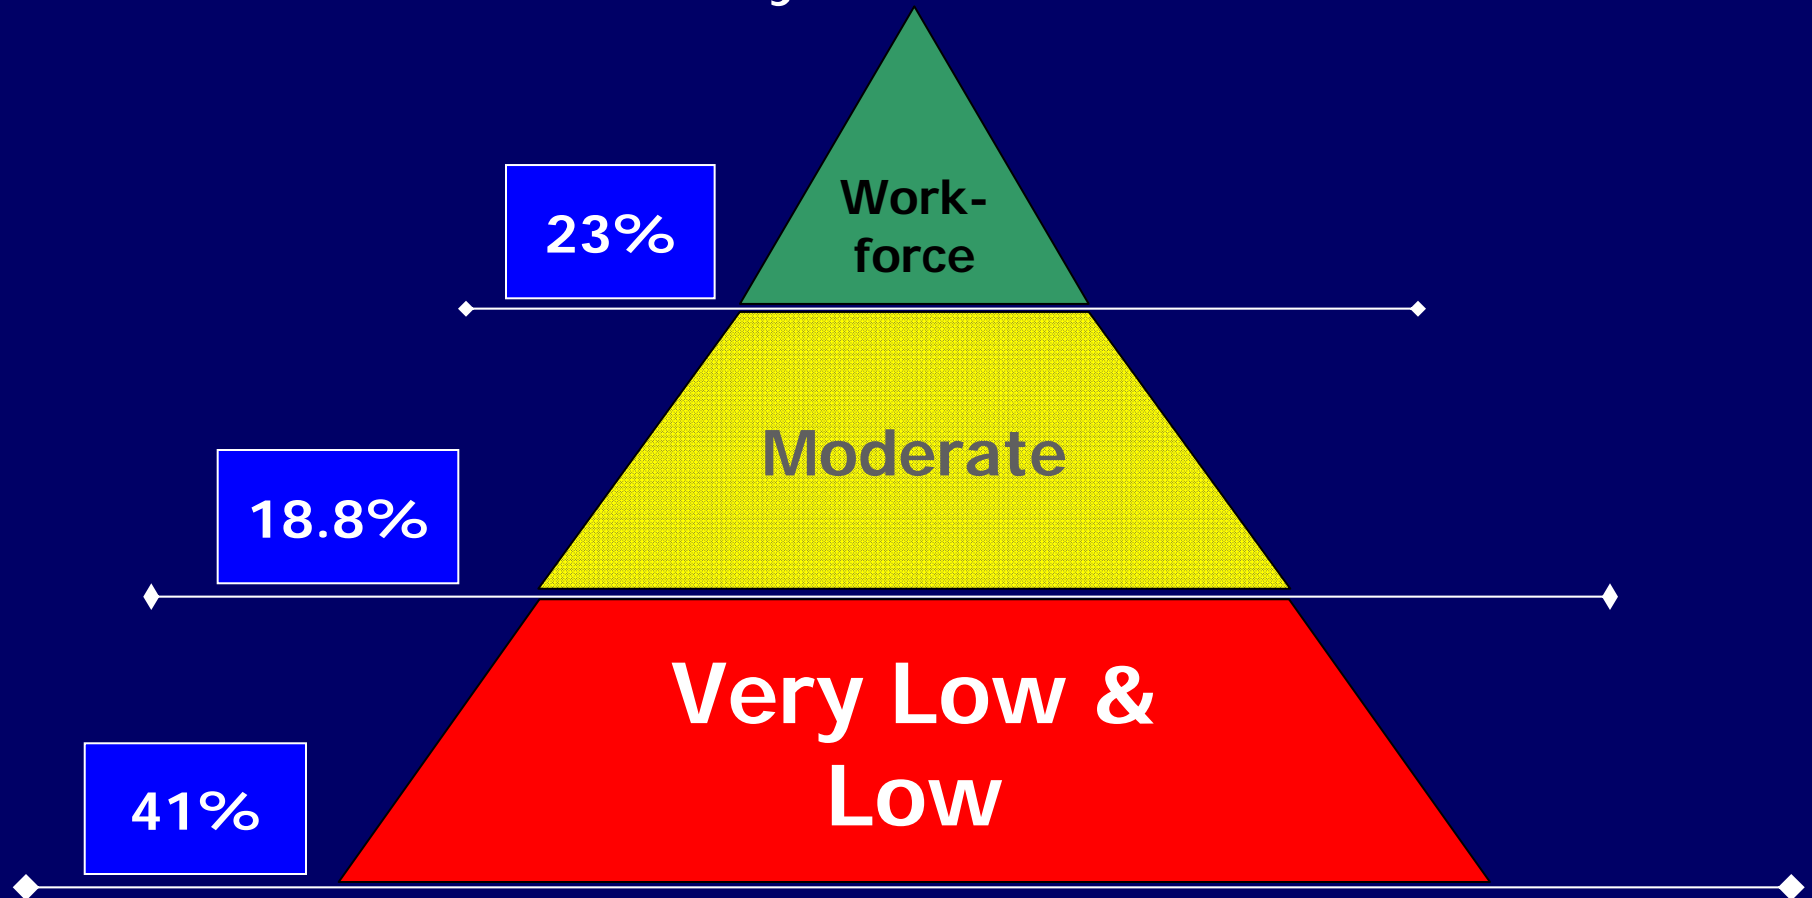 Work-
force
23%
Moderate
18.8%
Very Low &
Low
41%